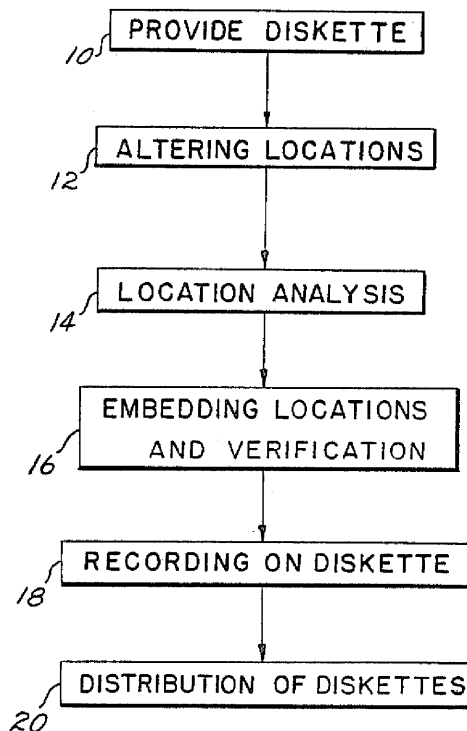 10 PROVIDE DISKETTE
12 ALTERING LOCATIONS
14 LOCATION ANALYSIS
EMBEDDING LOCATIONS
16 AND VERIFICATION
18 RECORDING ON DISKETTE
20 DISTRIBUTION OF DISKETTES